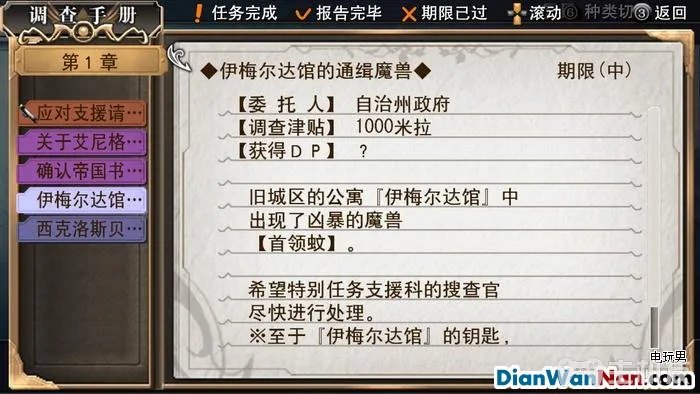 调查手册
! 任务完成 ✓ 报告完毕 × 期限已过 滚动 ⑥ 种类切 ③ 返回
第1章
应对支援请…
关于艾尼格…
确认帝国书…
伊梅尔达馆…
西克洛斯贝…
◆伊梅尔达馆的通缉魔兽◆ 期限(中)
【委托人】 自治州政府
【调查津贴】 1000米拉
【获得DP】 ?
旧城区的公寓『伊梅尔达馆』中
出现了凶暴的魔兽
【首领蚊】。
希望特别任务支援科的搜查官
尽快进行处理。
※至于『伊梅尔达馆』的钥匙,
电玩男
DianWanNan.com